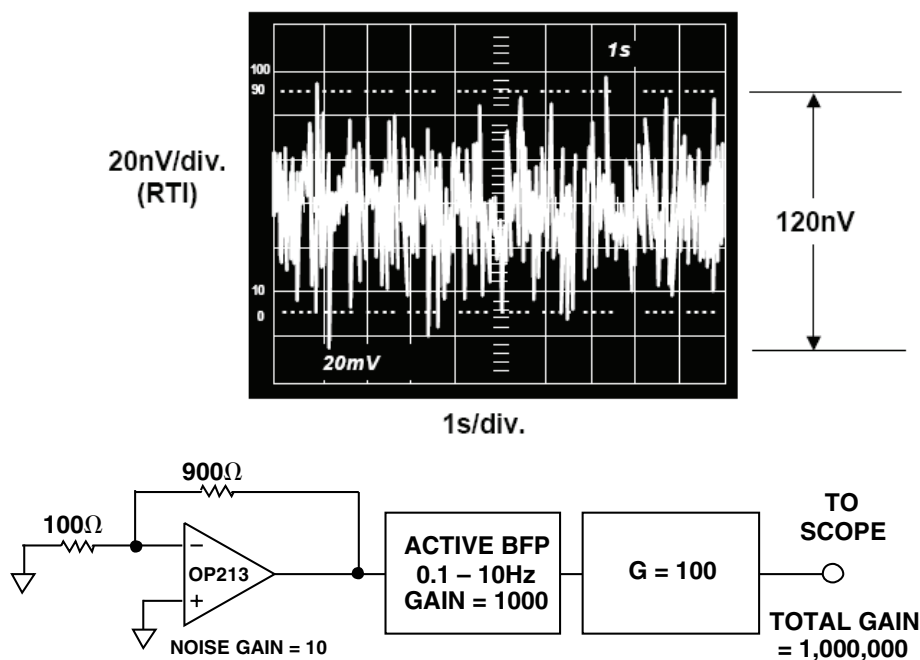 1s
100
90
20nV/div.
(RTI)
120nV
10
0
20mV
1s/div.
900Ω
100Ω
−
OP213
+
NOISE GAIN = 10
ACTIVE BFP
0.1 – 10Hz
GAIN = 1000
G = 100
TO
SCOPE
TOTAL GAIN
= 1,000,000